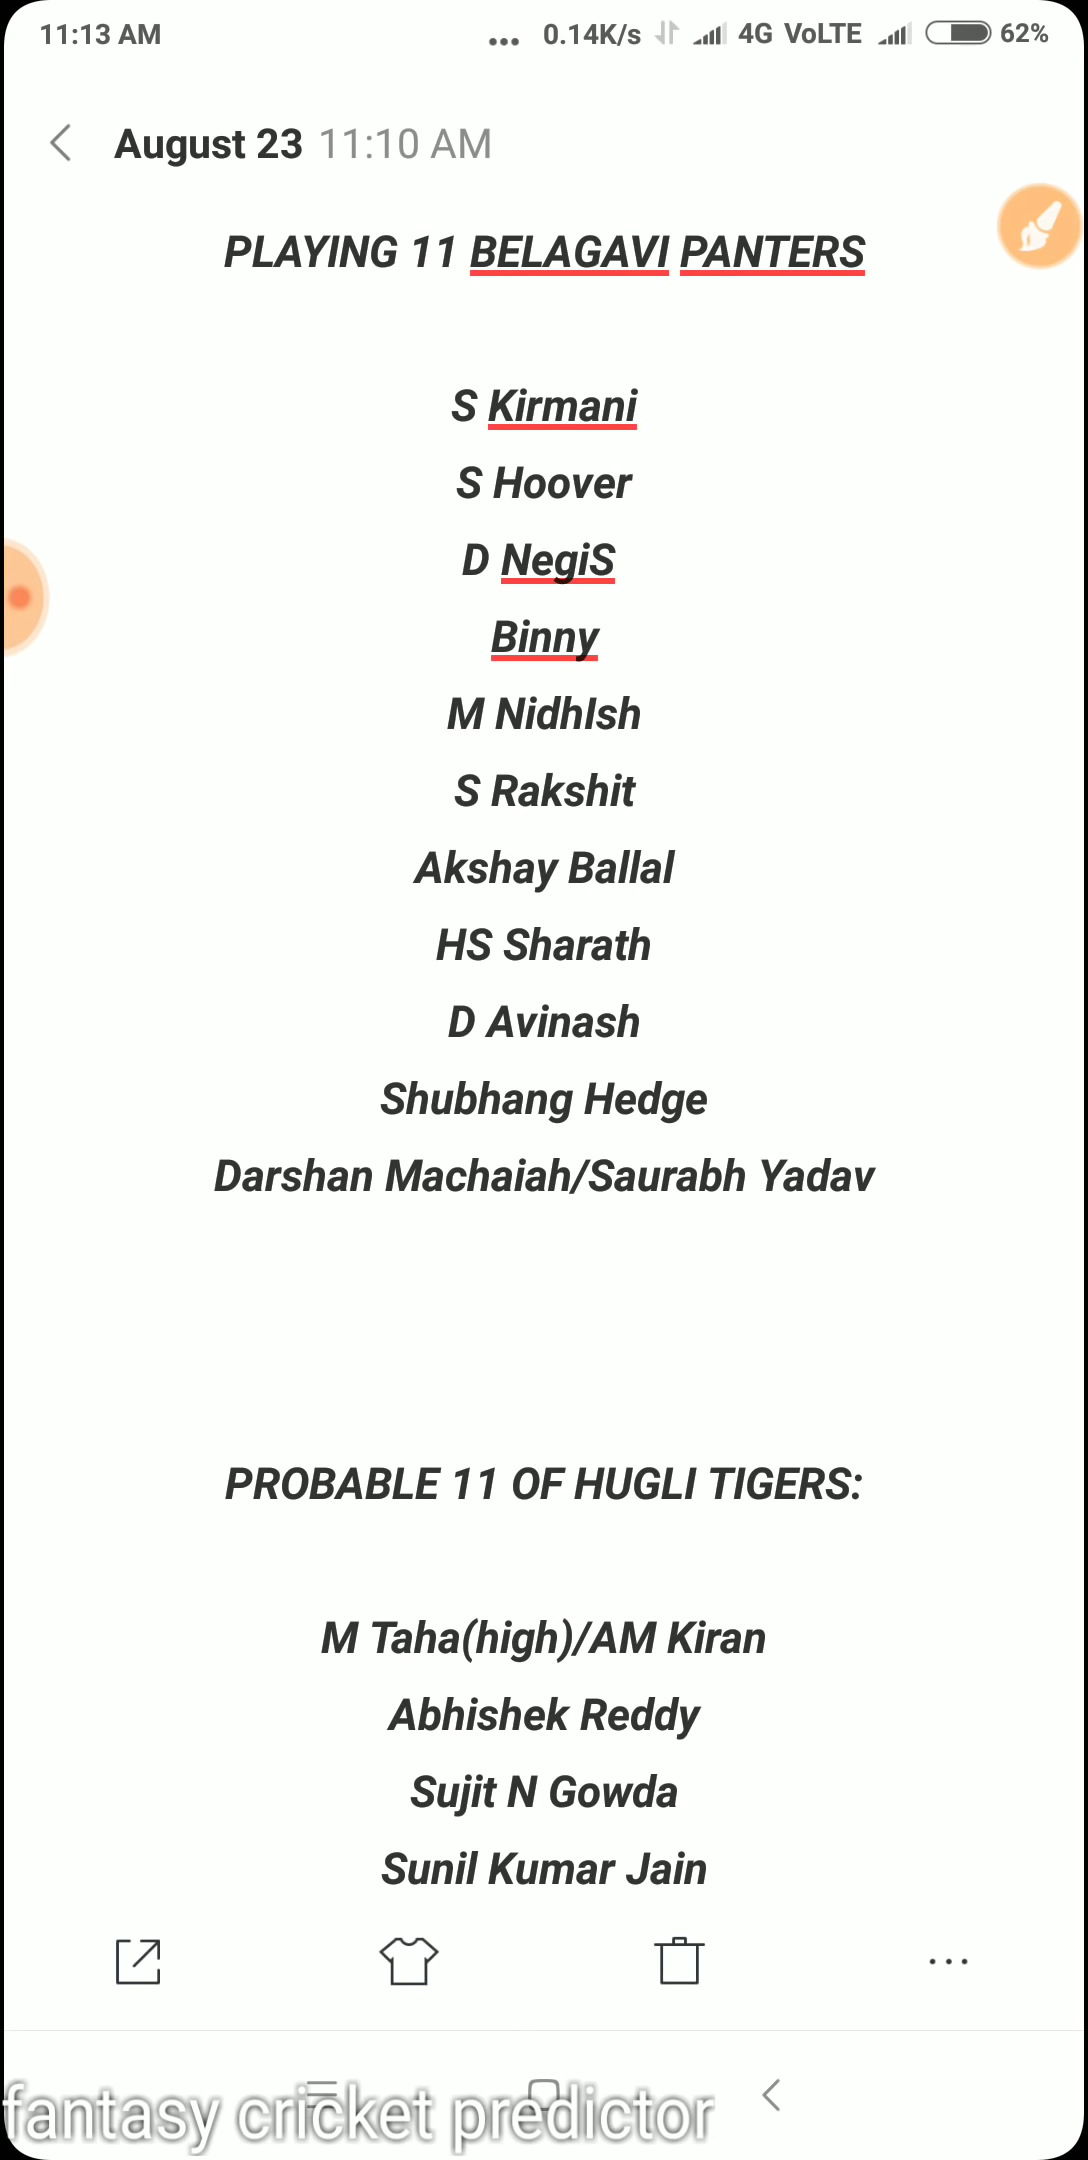 11:13 AM ... 0.14K/s 4G VoLTE 62%
August 23 11:10 AM
PLAYING 11 BELAGAVI PANTERS
S Kirmani
S Hoover
D NegiS
Binny
M NidhIsh
S Rakshit
Akshay Ballal
HS Sharath
D Avinash
Shubhang Hedge
Darshan Machaiah/Saurabh Yadav
PROBABLE 11 OF HUGLI TIGERS:
M Taha(high)/AM Kiran
Abhishek Reddy
Sujit N Gowda
Sunil Kumar Jain
fantasy cricket predictor